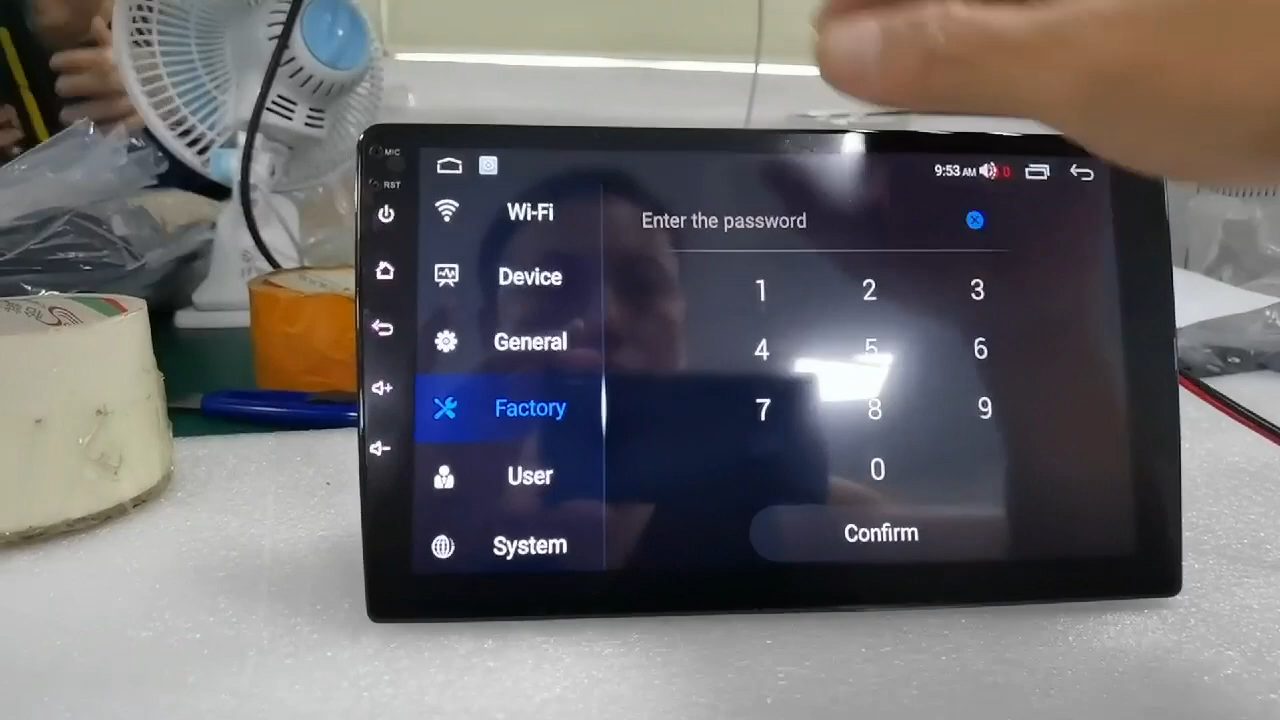 MIC
RST
9:53 AM
Wi-Fi
Device
General
Factory
User
System
Enter the password
1 2 3
4 5 6
7 8 9
0
Confirm